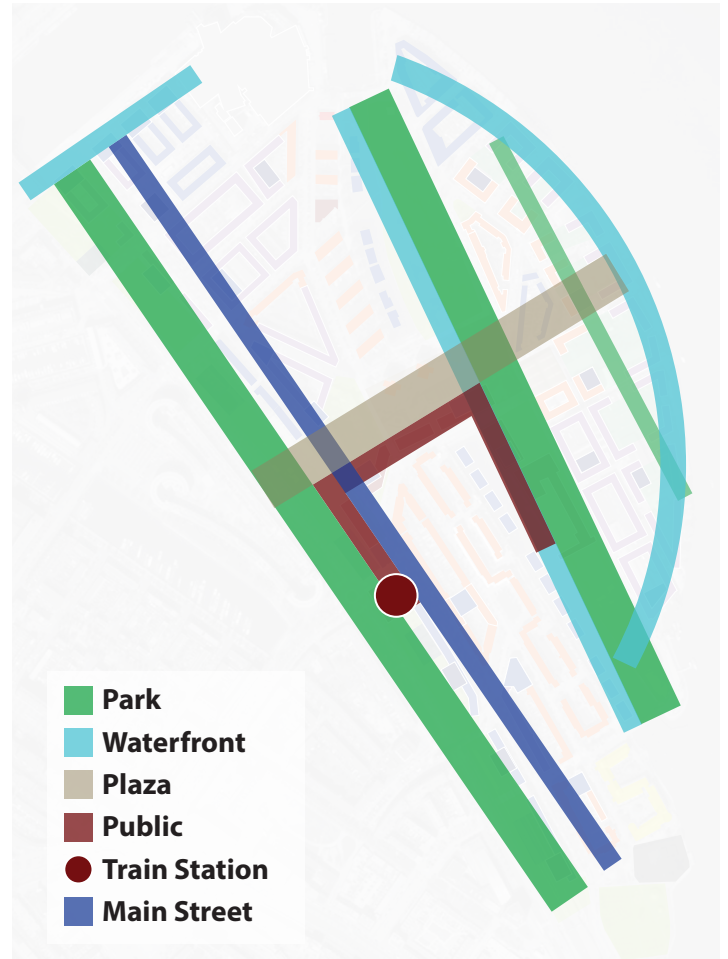 Park
Waterfront
Plaza
Public
Train Station
Main Street